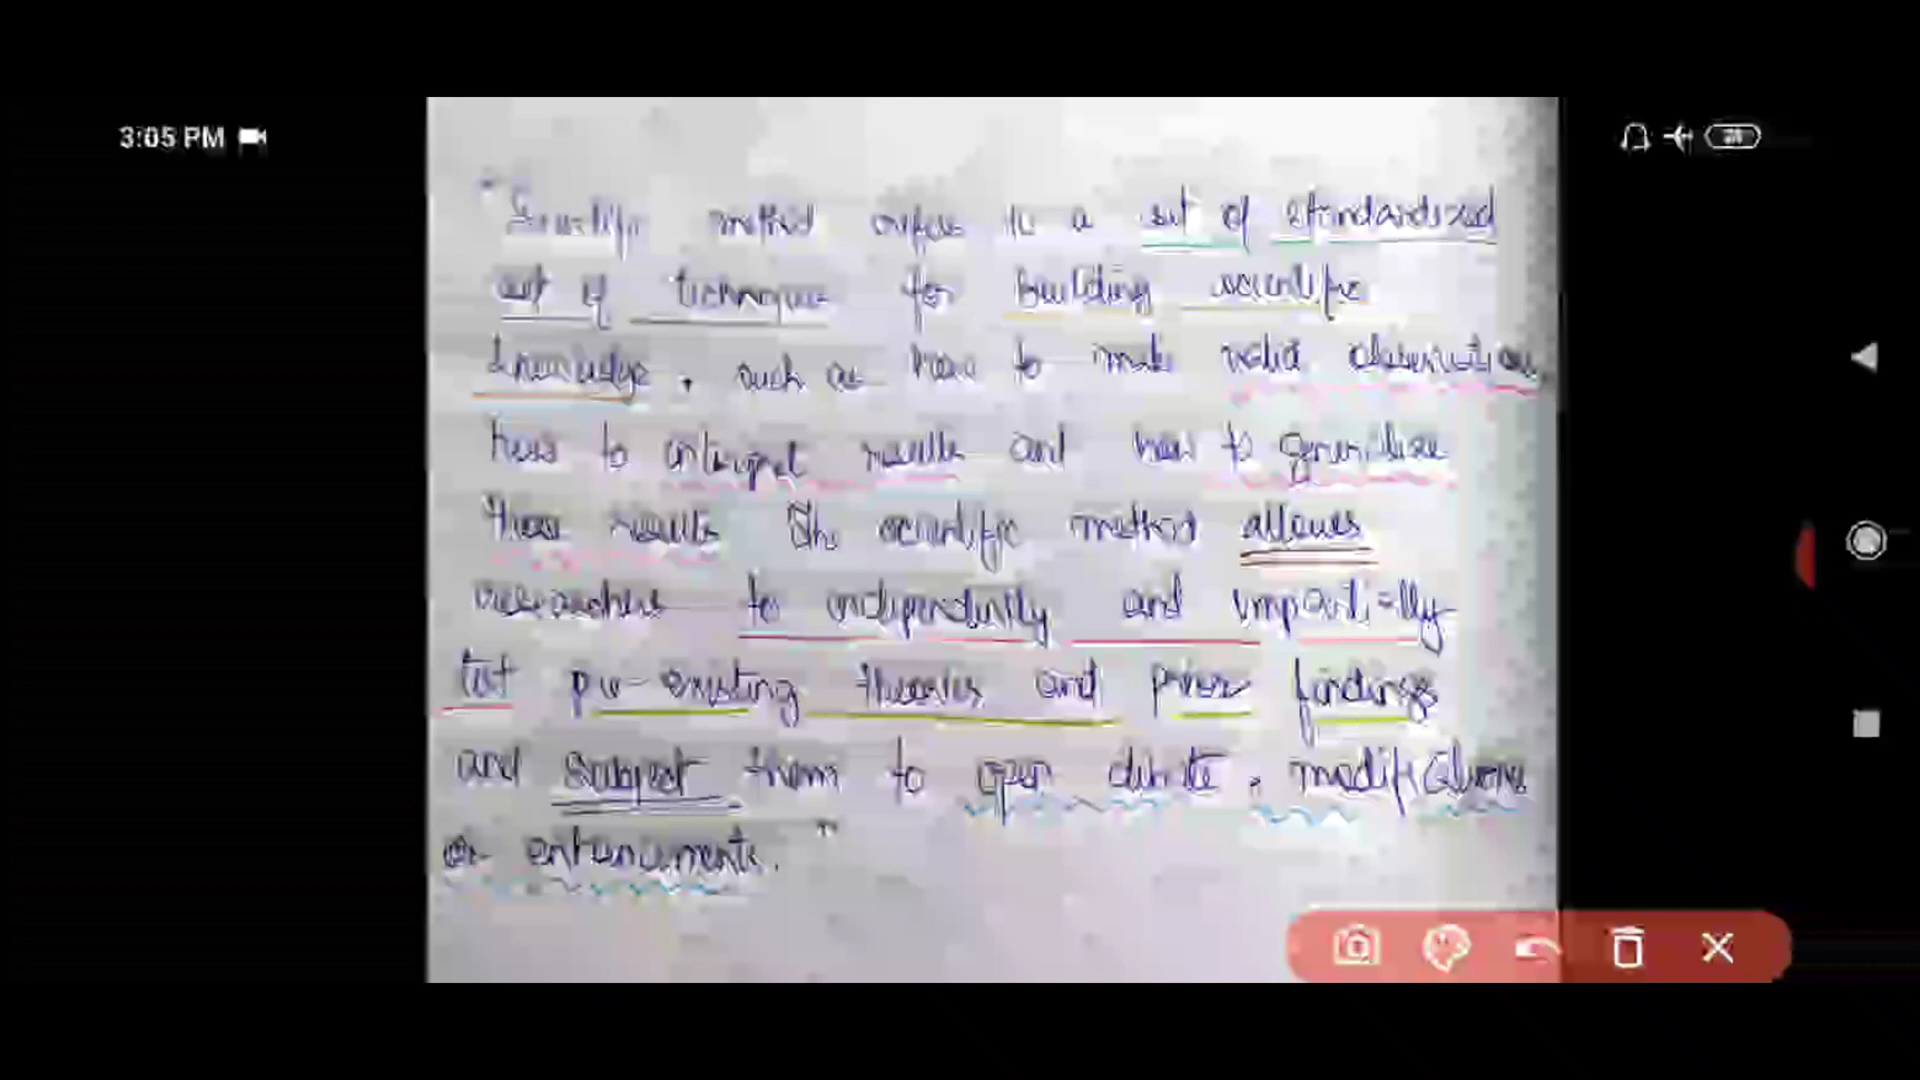 3:05 PM
"Scientific method refers to a set of standardized
set of techniques for building scientific
knowledge, such as how to make valid observations,
how to interpret results and how to generalize
those results The scientific method allows
researchers to independently and impartially
test pre-existing theories and prior findings
and subject them to open debate, modifications
or enhancements."